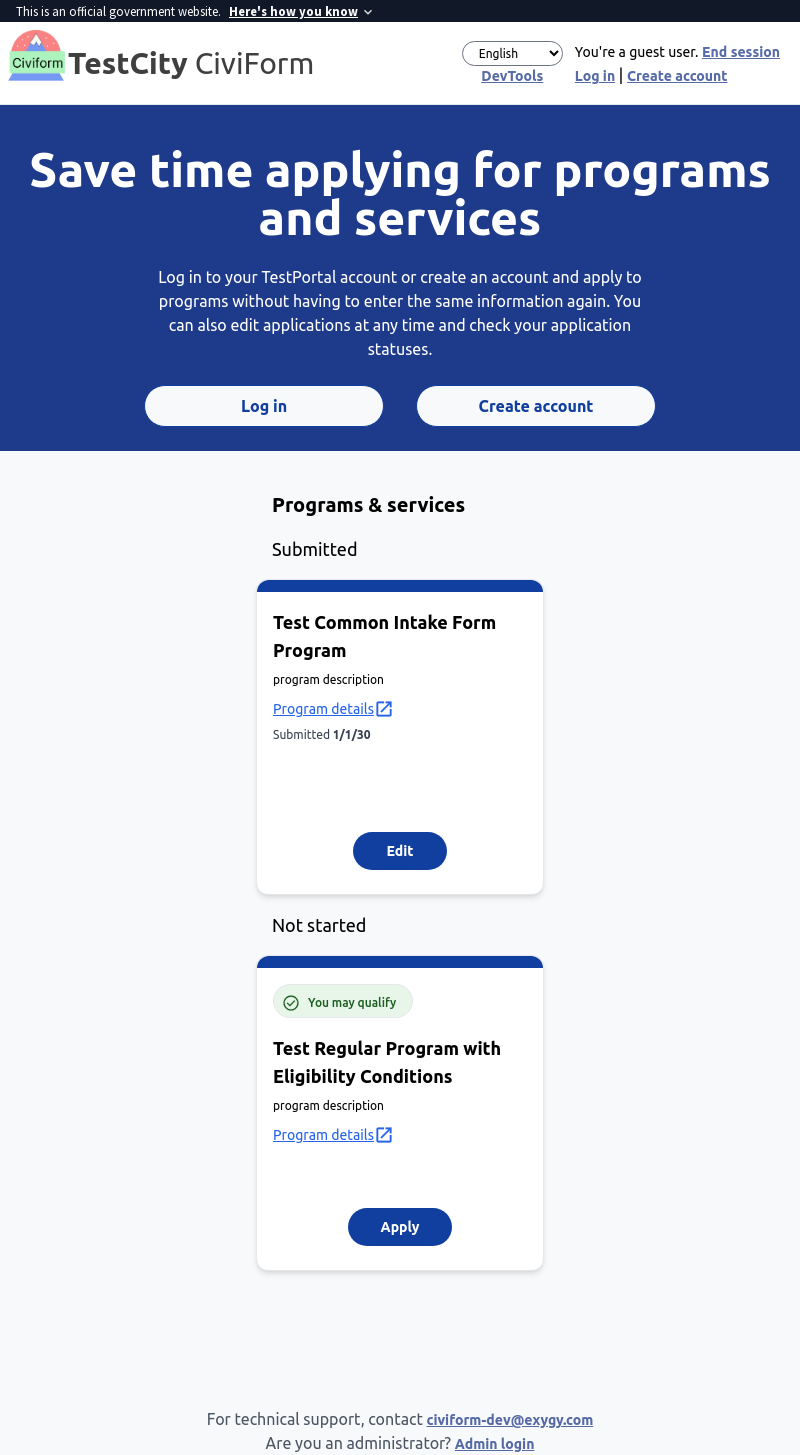 This is an official government website. Here's how you know
Civiform
TestCity CiviForm
English
You're a guest user. End session
DevTools
Log in | Create account
Save time applying for programs
and services
Log in to your TestPortal account or create an account and apply to
programs without having to enter the same information again. You
can also edit applications at any time and check your application
statuses.
Log in
Create account
Programs & services
Submitted
Test Common Intake Form
Program
program description
Program details
Submitted 1/1/30
Edit
Not started
You may qualify
Test Regular Program with
Eligibility Conditions
program description
Program details
Apply
For technical support, contact civiform-dev@exygy.com
Are you an administrator? Admin login